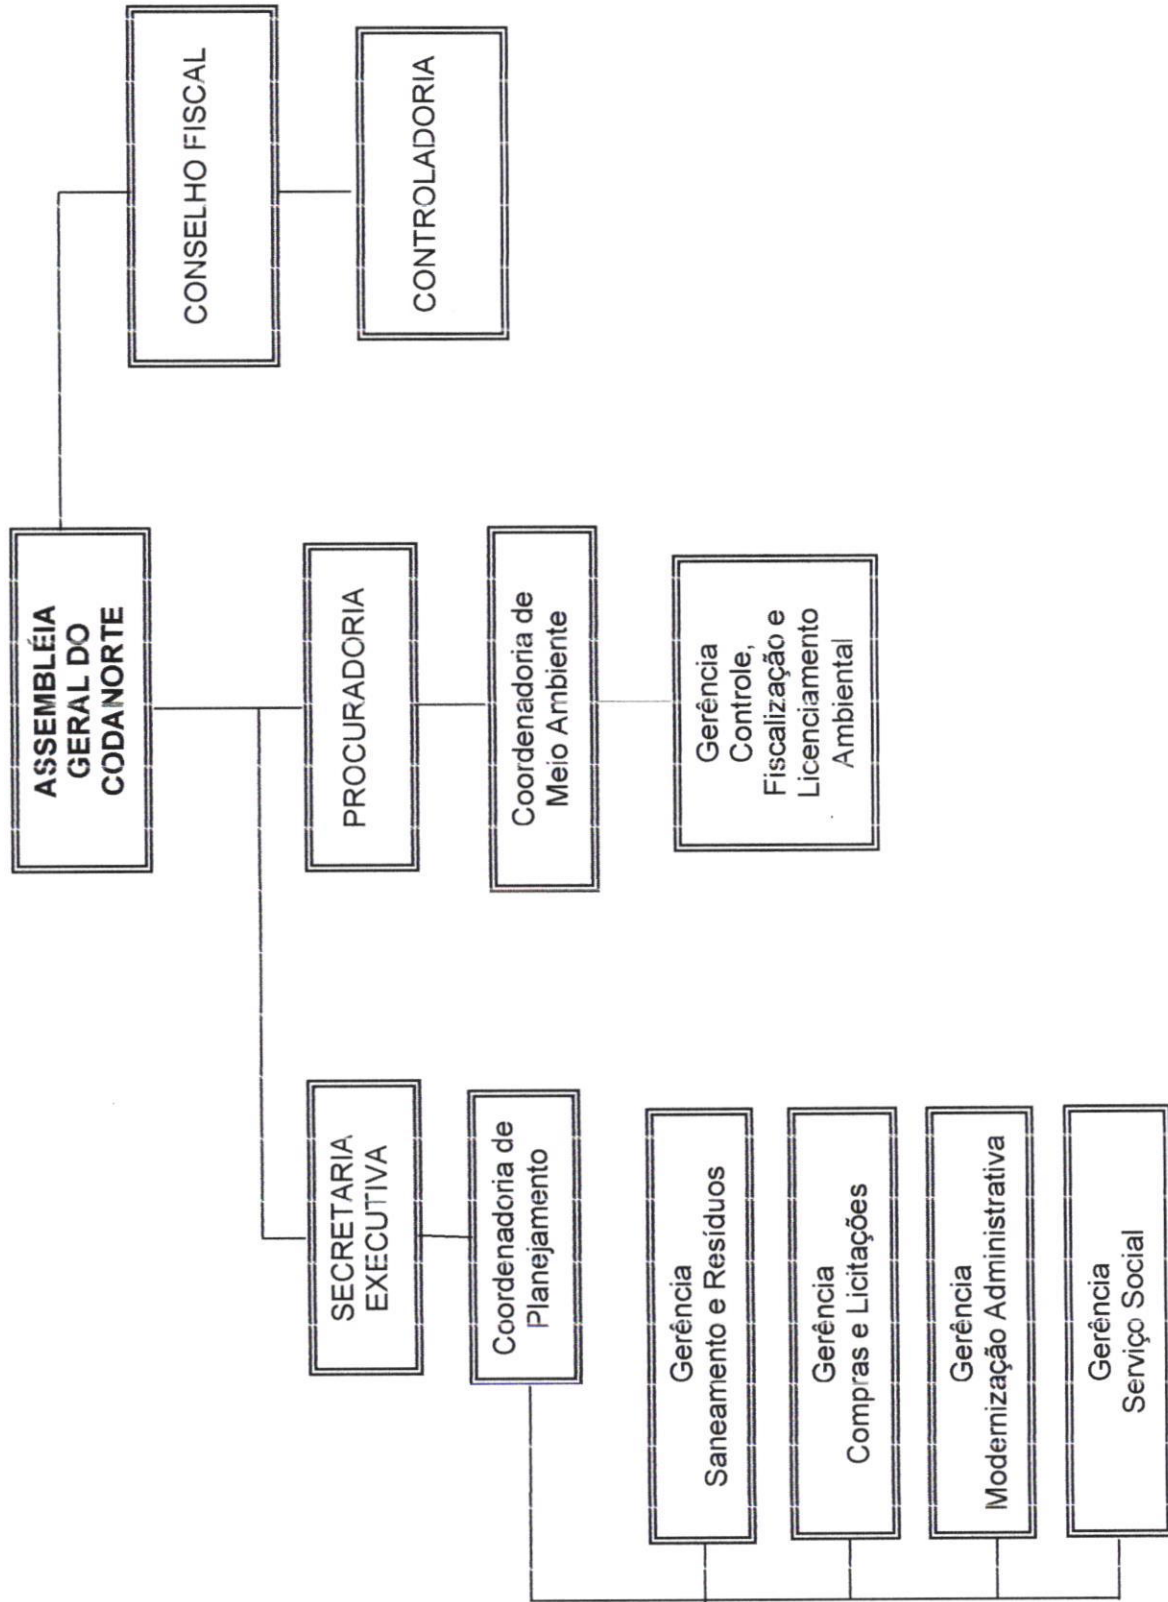 ASSEMBLÉIA
GERAL DO
CODANORTE
CONSELHO FISCAL
CONTROLADORIA
SECRETARIA
EXECUTIVA
PROCURADORIA
Coordenadoria de
Planejamento
Coordenadoria de
Meio Ambiente
Gerência
Saneamento e Resíduos
Gerência
Compras e Licitações
Gerência
Modernização Administrativa
Gerência
Serviço Social
Gerência
Controle,
Fiscalização e
Licenciamento
Ambiental